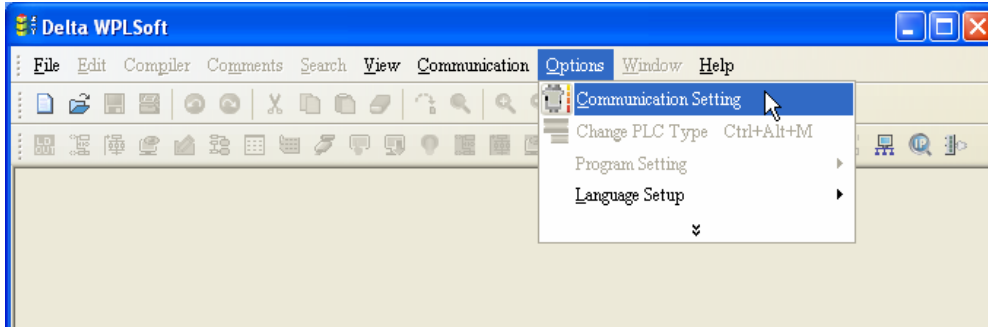 Delta WPLSoft
File Edit Compiler Comments Search View Communication Options Window Help
Communication Setting
Change PLC Type Ctrl+Alt+M
Program Setting
Language Setup
IP